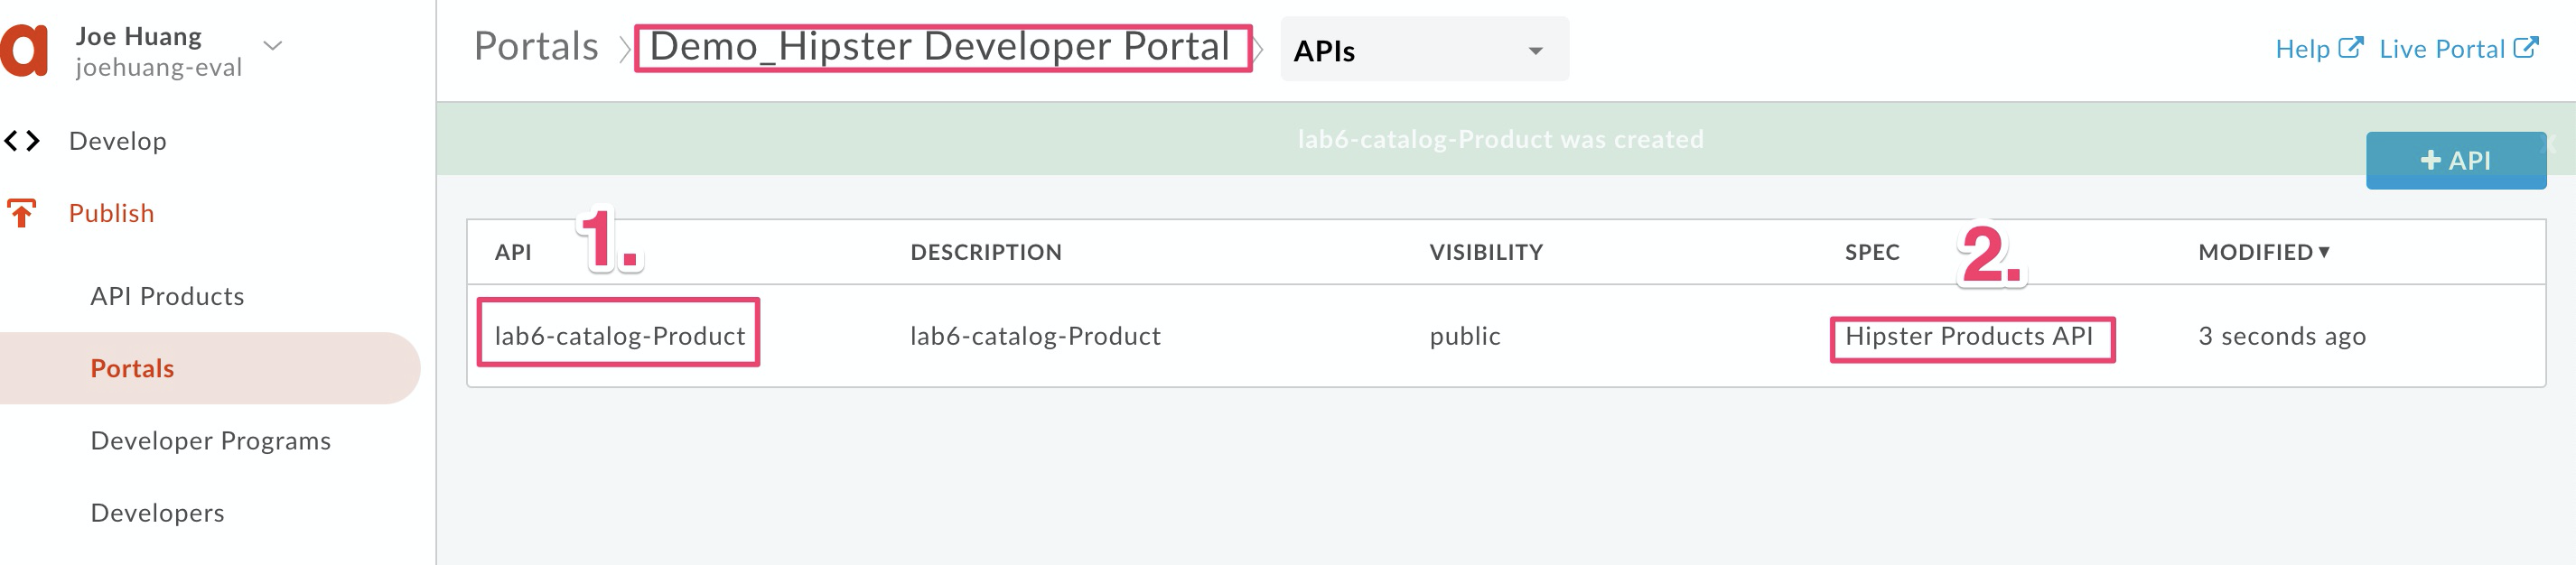 Joe Huang
joehuang-eval
Develop
Publish
API Products
Portals
Developer Programs
Developers
Portals Demo_Hipster Developer Portal APIs
Help Live Portal
lab6-catalog-Product was created
+ API
1. 2.
API DESCRIPTION VISIBILITY SPEC MODIFIED ▼
lab6-catalog-Product lab6-catalog-Product public Hipster Products API 3 seconds ago